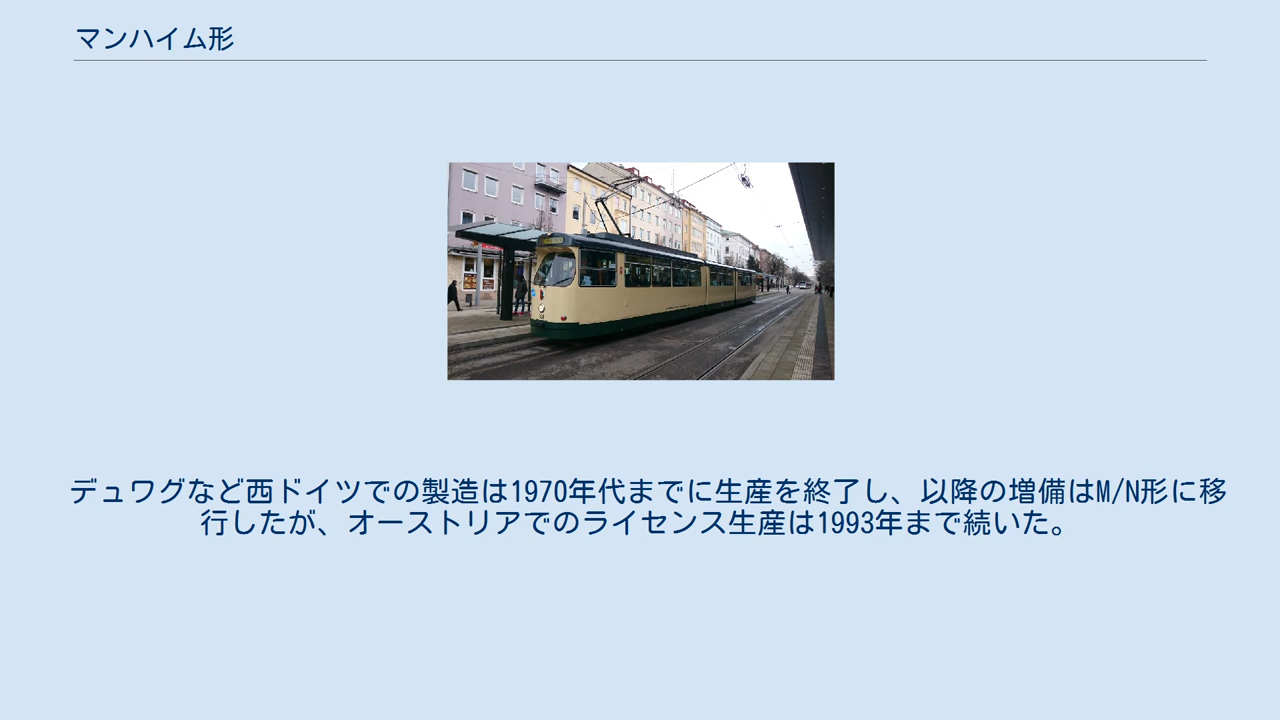 マンハイム形
デュワグなど西ドイツでの製造は1970年代までに生産を終了し、以降の増備はM/N形に移
行したが、オーストリアでのライセンス生産は1993年まで続いた。